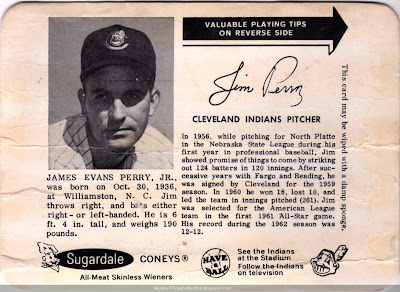 VALUABLE PLAYING TIPS
ON REVERSE SIDE
Jim Perry
CLEVELAND INDIANS PITCHER
In 1956, while pitching for North Platte
in the Nebraska State League during his
first year in professional baseball, Jim
showed promise of things to come by striking
out 124 batters in 120 innings. After suc-
cessive years with Fargo and Reading, he
was signed by Cleveland for the 1959
season. In 1960 he won 18, lost 10, and
led the team in innings pitched (261). Jim
was selected for the American League
team in the first 1961 All-Star game.
His record during the 1962 season was
12-12.
This card may be wiped with a damp sponge.
JAMES EVANS PERRY, JR.,
was born on Oct. 30, 1936,
at Williamston, N. C. Jim
throws right, and bats either
right- or left-handed. He is 6
ft. 4 in. tall, and weighs 190
pounds.
Sugardale CONEYS®
All-Meat Skinless Wieners
HAVE
A
BALL
See the Indians
at the Stadium
Follow the Indians
on television